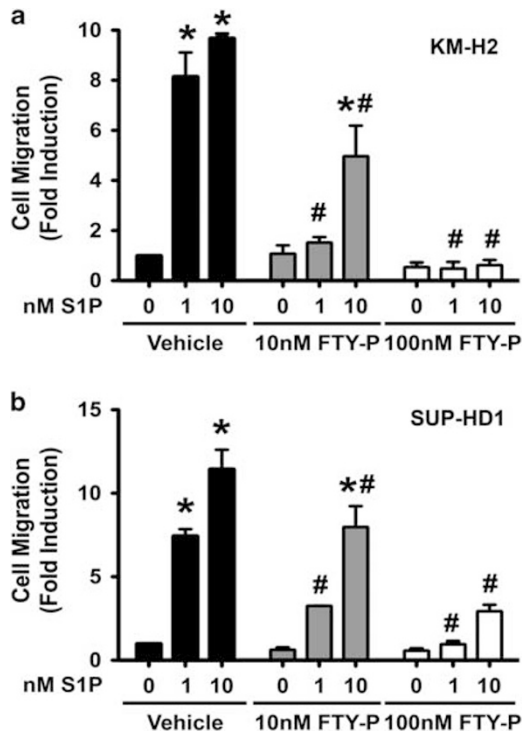 a
KM-H2
Cell Migration
(Fold Induction)
10
8
6
4
2
0
* *
# *#
# #
nM S1P 0 1 10 0 1 10 0 1 10
Vehicle 10nM FTY-P 100nM FTY-P
b
SUP-HD1
Cell Migration
(Fold Induction)
15
10
5
0
* *
# *#
# #
nM S1P 0 1 10 0 1 10 0 1 10
Vehicle 10nM FTY-P 100nM FTY-P